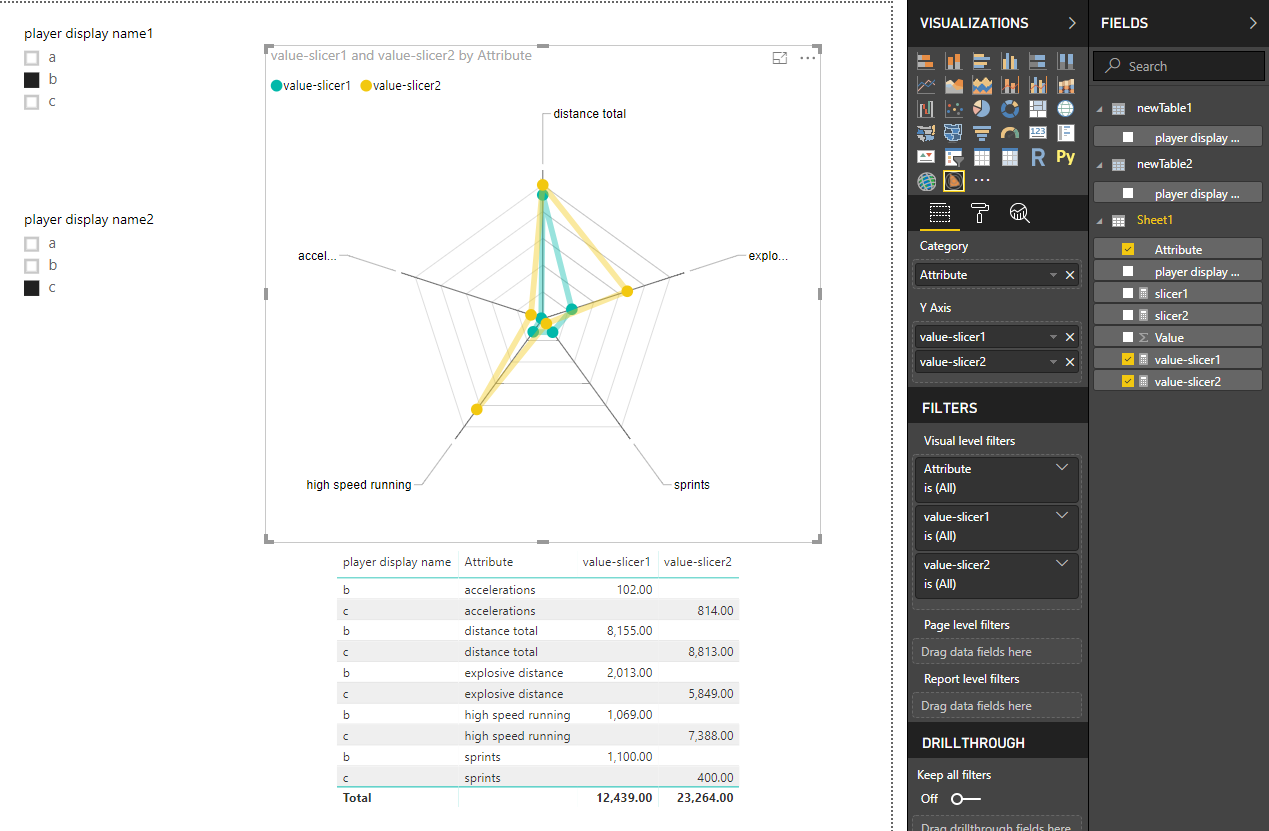 player display name1
a
b
c
player display name2
a
b
c
value-slicer1 and value-slicer2 by Attribute
value-slicer1 value-slicer2
distance total
accel...
explo...
high speed running
sprints
player display name Attribute value-slicer1 value-slicer2
b accelerations 102.00
c accelerations 814.00
b distance total 8,155.00
c distance total 8,813.00
b explosive distance 2,013.00
c explosive distance 5,849.00
b high speed running 1,069.00
c high speed running 7,388.00
b sprints 1,100.00
c sprints 400.00
Total 12,439.00 23,264.00
VISUALIZATIONS
123
R Py
...
Category
Attribute
Y Axis
value-slicer1
value-slicer2
FILTERS
Visual level filters
Attribute
is (All)
value-slicer1
is (All)
value-slicer2
is (All)
Page level filters
Drag data fields here
Report level filters
Drag data fields here
DRILLTHROUGH
Keep all filters
Off
Drag drillthrough fields here
FIELDS
Search
newTable1
player display ...
newTable2
player display ...
Sheet1
Attribute
player display ...
slicer1
slicer2
Σ Value
value-slicer1
value-slicer2